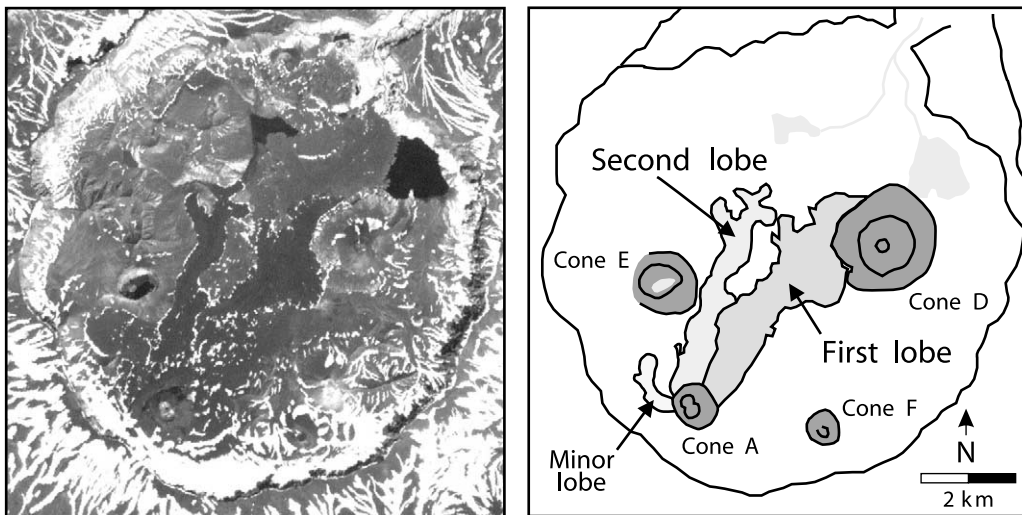 Second lobe
Cone E
Cone D
First lobe
Cone F
Cone A
Minor
lobe
N
2 km